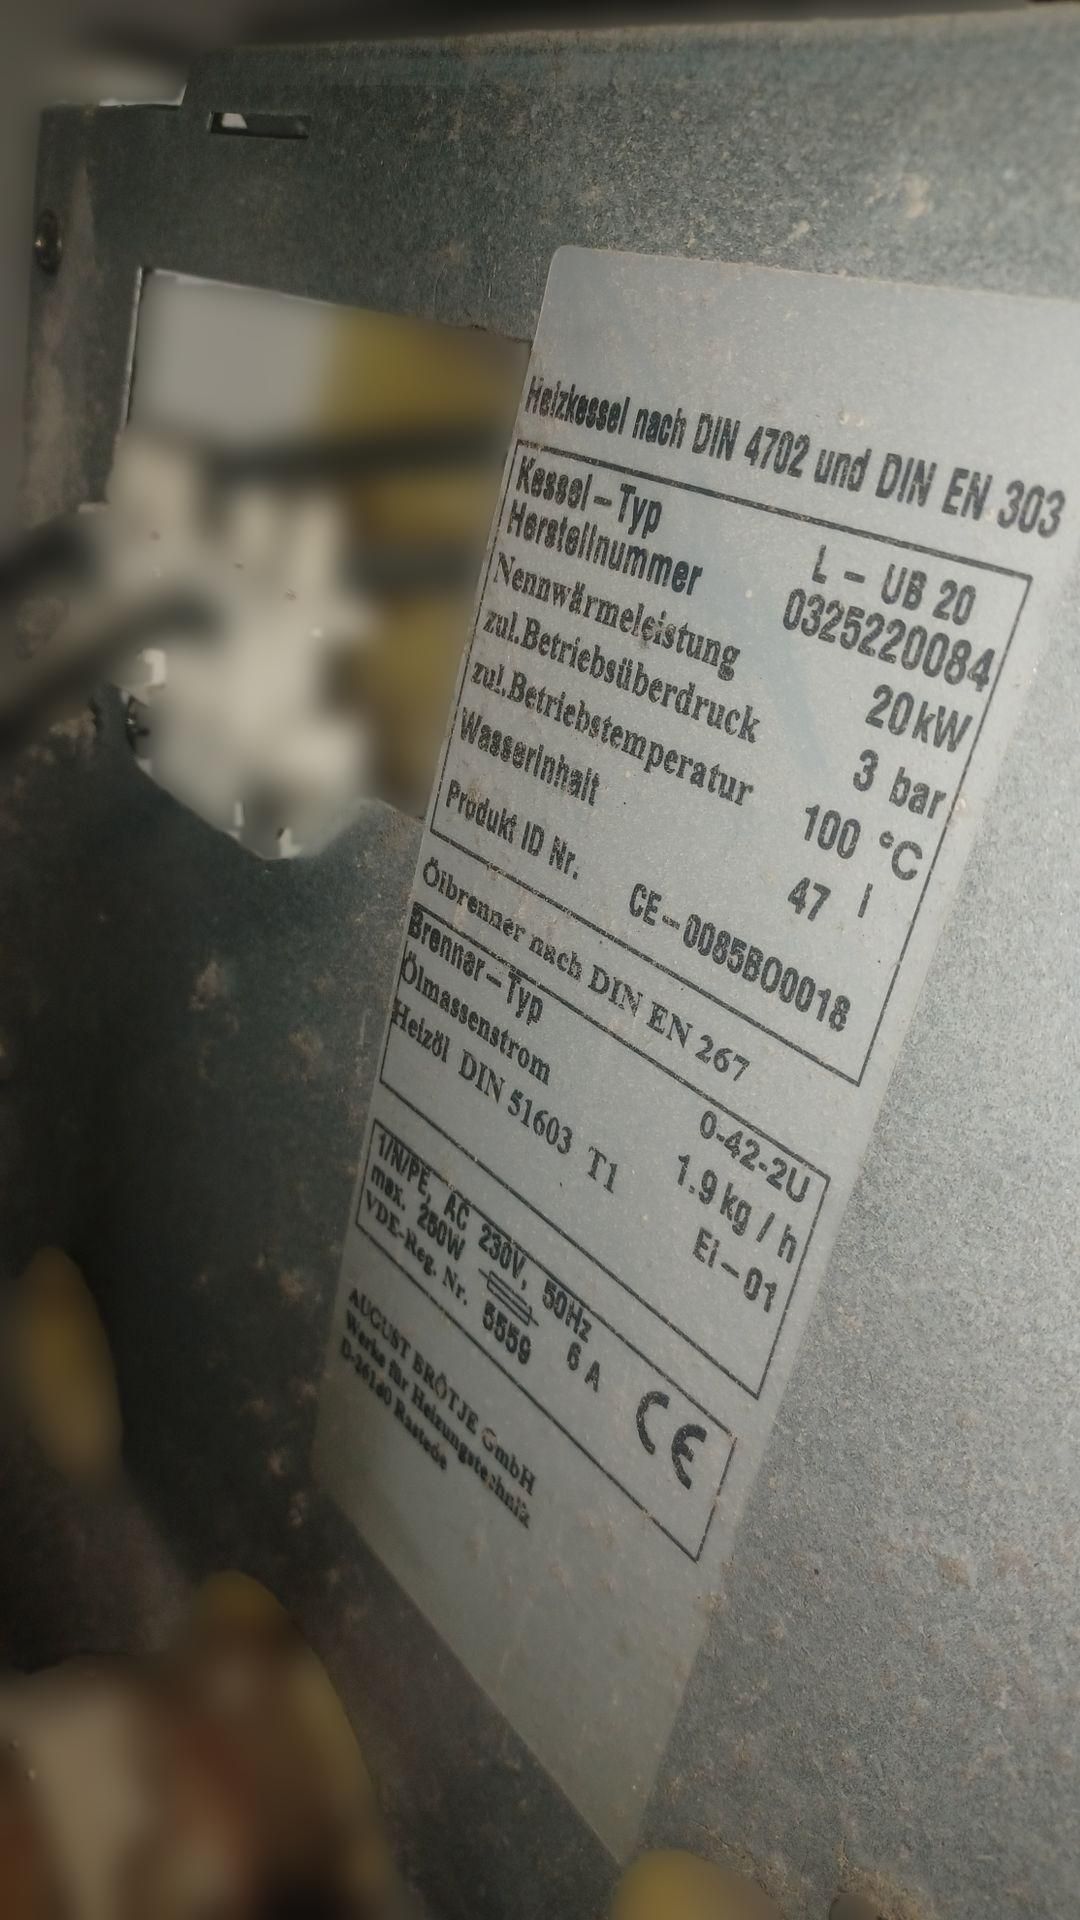 Heizkessel nach DIN 4702 und DIN EN 303
Kessel-Typ L - UB 20
Herstellnummer 0325220084
Nennwärmeleistung 20kW
zul.Betriebsüberdruck 3 bar
zul.Betriebstemperatur 100 °C
Wasserinhalt 47 l
Produkt ID Nr. CE-0085BO0018
Ölbrenner nach DIN EN 267
Brenner-Typ 0-42-2U
Ölmassenstrom 1.9 kg / h
Heizöl DIN 51603 T1 El-01
1/N/PE, AC 230V, 50Hz
max. 250W 6 A
VDE-Reg. Nr. 5559
CE
AUGUST BRÖTJE GmbH
Werke für Heizungstechnik
D-26180 Rastede